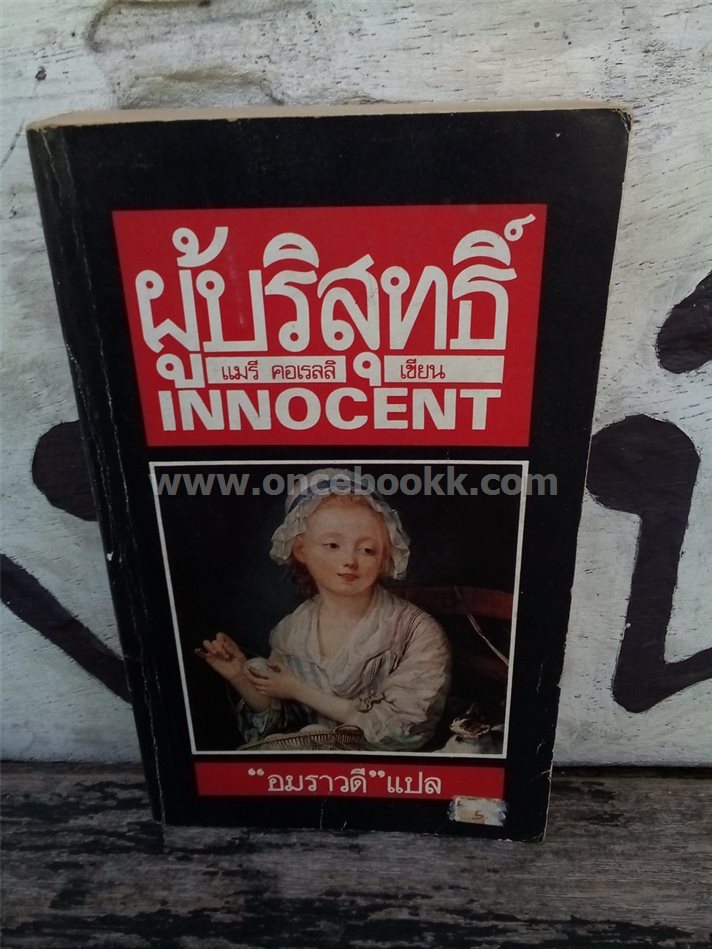 ผู้บริสุทธิ์
แมรี คอเรลลิ เขียน
INNOCENT
www.oncebookk.com
“อมราวดี” แปล
5